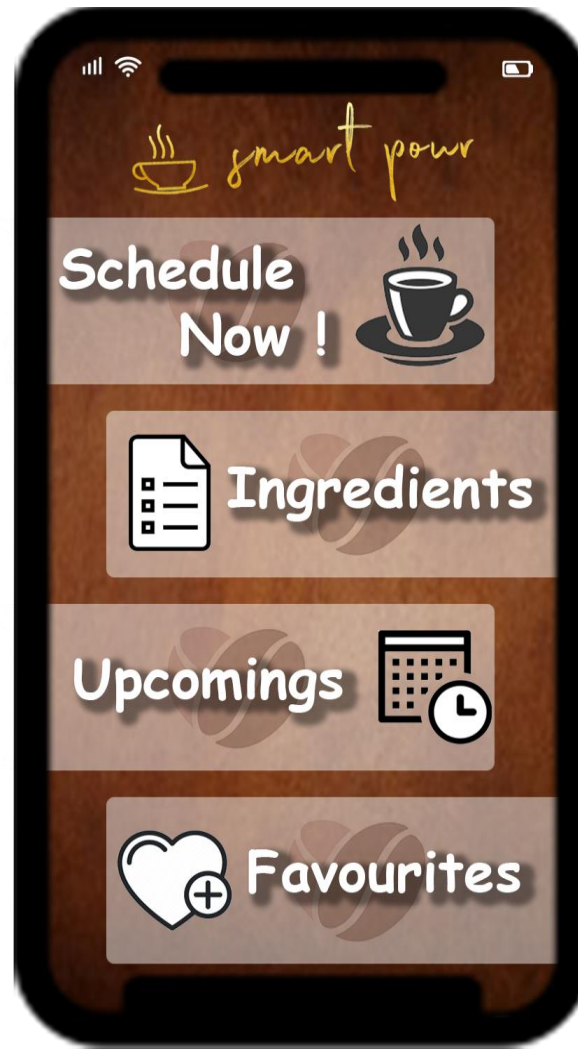 smart pour
Schedule
Now !
Ingredients
Upcomings
Favourites